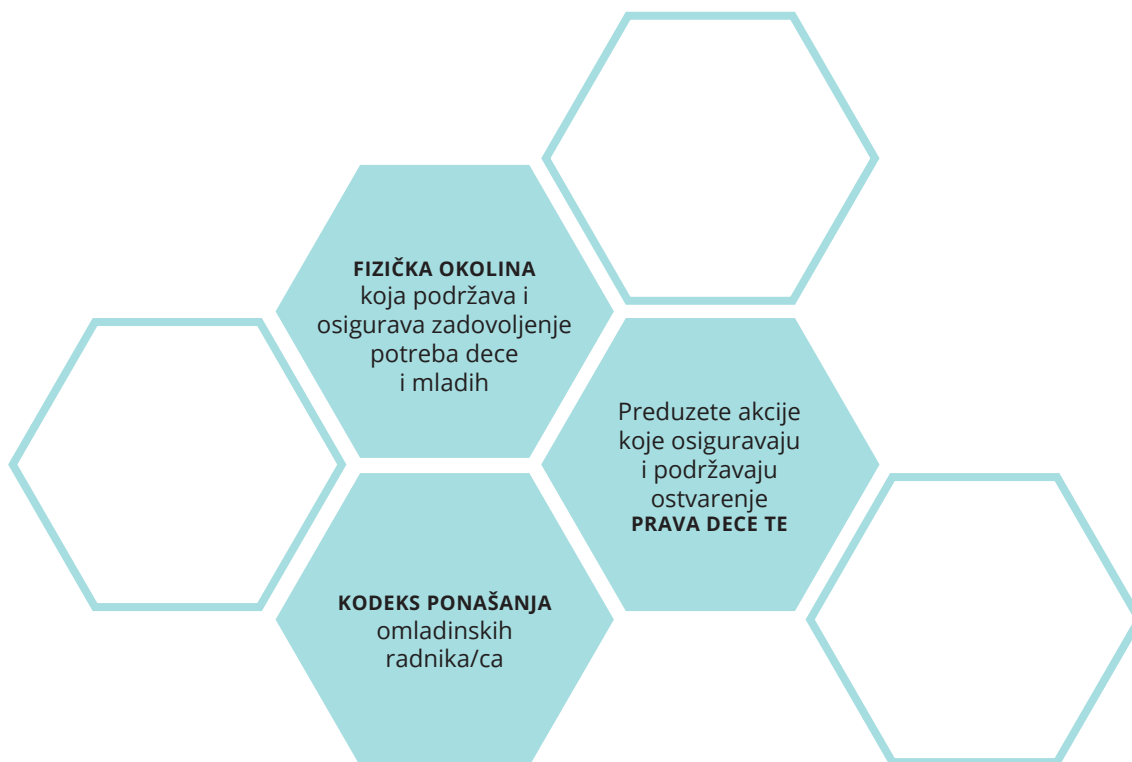 FIZIČKA OKOLINA
koja podržava i
osigurava zadovoljenje
potreba dece
i mladih
Preduzete akcije
koje osiguravaju
i podržavaju
ostvarenje
PRAVA DECE TE
KODEKS PONAŠANJA
omladinskih
radnika/ca